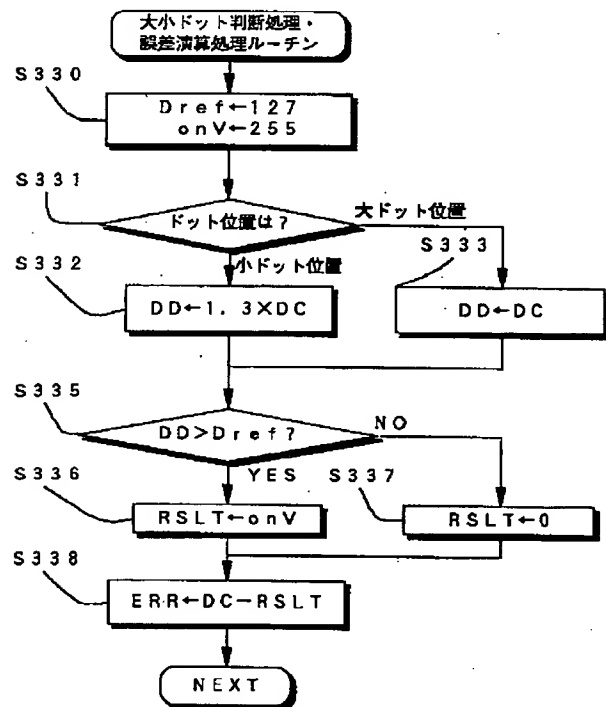 大小ドット判断処理・
誤差演算処理ルーチン
S330
Dref←127
onV←255
S331
ドット位置は?
大ドット位置
S332
小ドット位置
S333
DD←1.3×DC
DD←DC
S335
DD>Dref?
NO
YES
S336
S337
RSLT←onV
RSLT←0
S338
ERR←DC−RSLT
NEXT